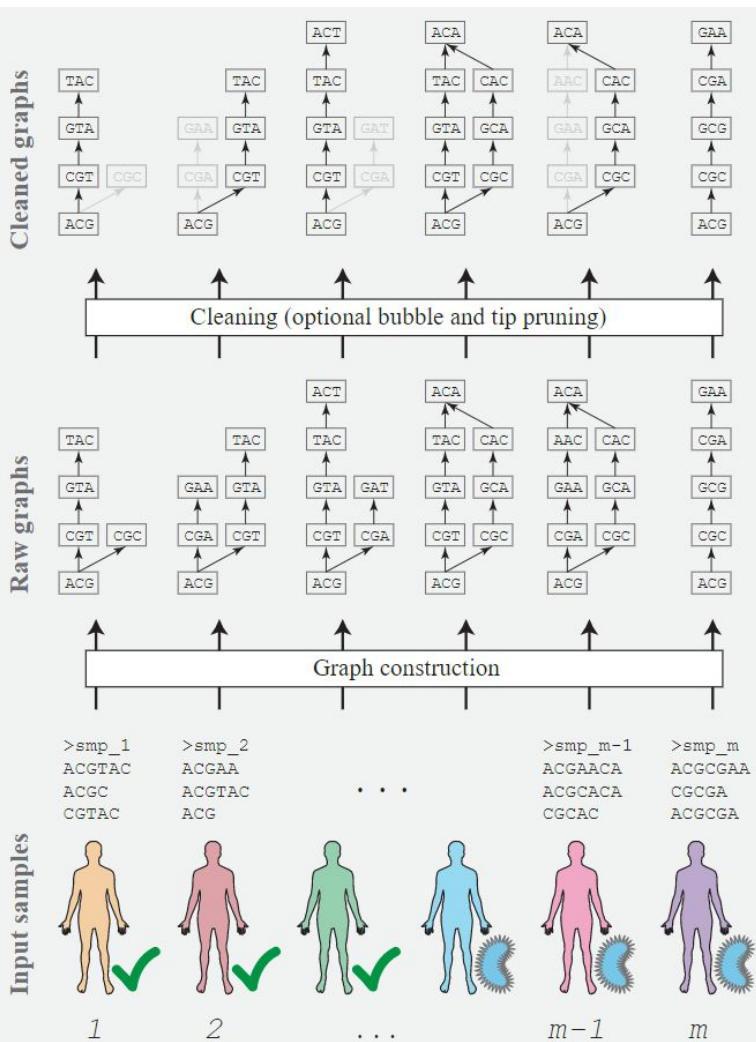 Cleaned graphs
ACT ACA ACA GAA
TAC TAC TAC CAC AAC CAC CGA
GTA GAA GTA GTA GAT GTA GCA GAA GCA GCG
CGT CGC CGA CGT CGT CGA CGT CGC CGA CGC CGC
ACG ACG ACG ACG ACG ACG
Cleaning (optional bubble and tip pruning)
Raw graphs
ACT ACA ACA GAA
TAC TAC TAC TAC CAC AAC CAC CGA
GTA GAA GTA GTA GAT GTA GCA GAA GCA GCG
CGT CGC CGA CGT CGT CGA CGT CGC CGA CGC CGC
ACG ACG ACG ACG ACG ACG
Graph construction
Input samples
>smp_1 >smp_2 >smp_m-1 >smp_m
ACGTAC ACGAA ACGAACA ACGCGAA
ACGC ACGTAC ... ACGCACA CGCGA
CGTAC ACG CGCAC ACGCGA
1 2 ... m-1 m